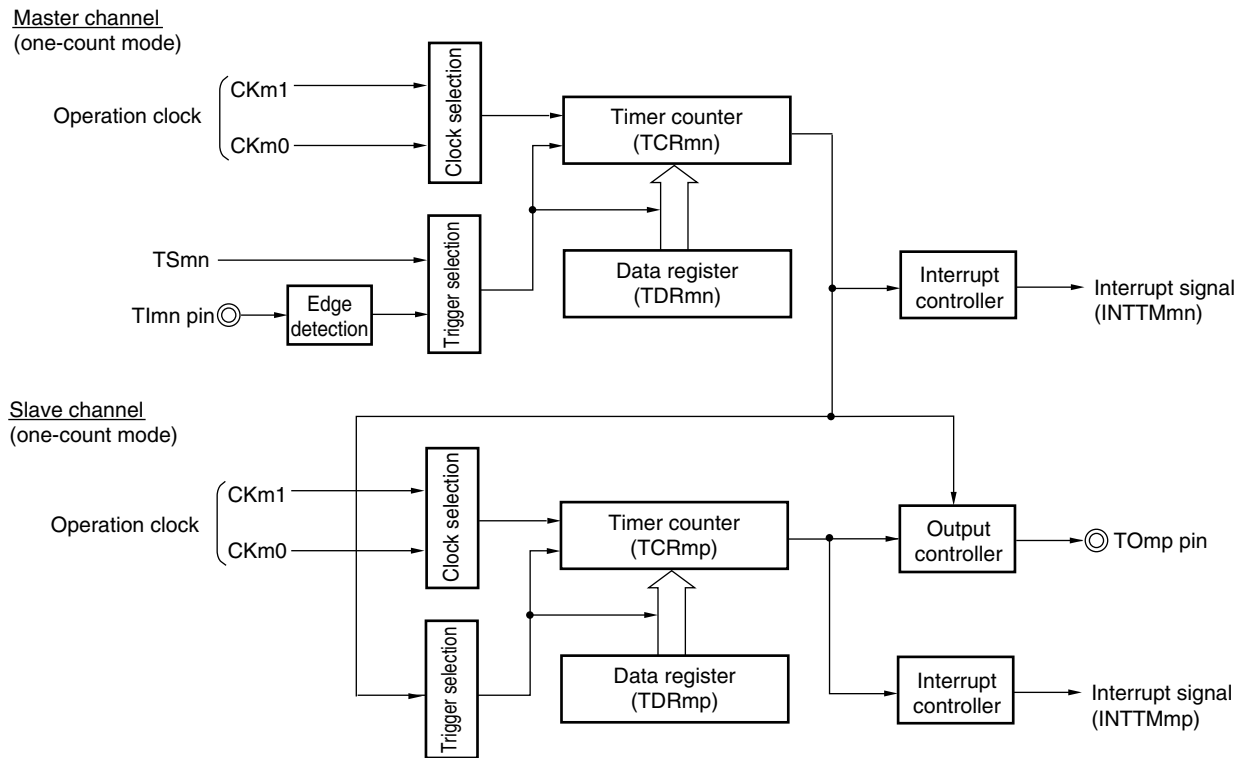 Master channel
(one-count mode)
Operation clock
CKm1
CKm0
Clock selection
Timer counter
(TCRmn)
TSmn
TImn pin
Edge
detection
Trigger selection
Data register
(TDRmn)
Interrupt
controller
Interrupt signal
(INTTMmn)
Slave channel
(one-count mode)
Operation clock
CKm1
CKm0
Clock selection
Timer counter
(TCRmp)
Output
controller
TOmp pin
Trigger selection
Data register
(TDRmp)
Interrupt
controller
Interrupt signal
(INTTMmp)